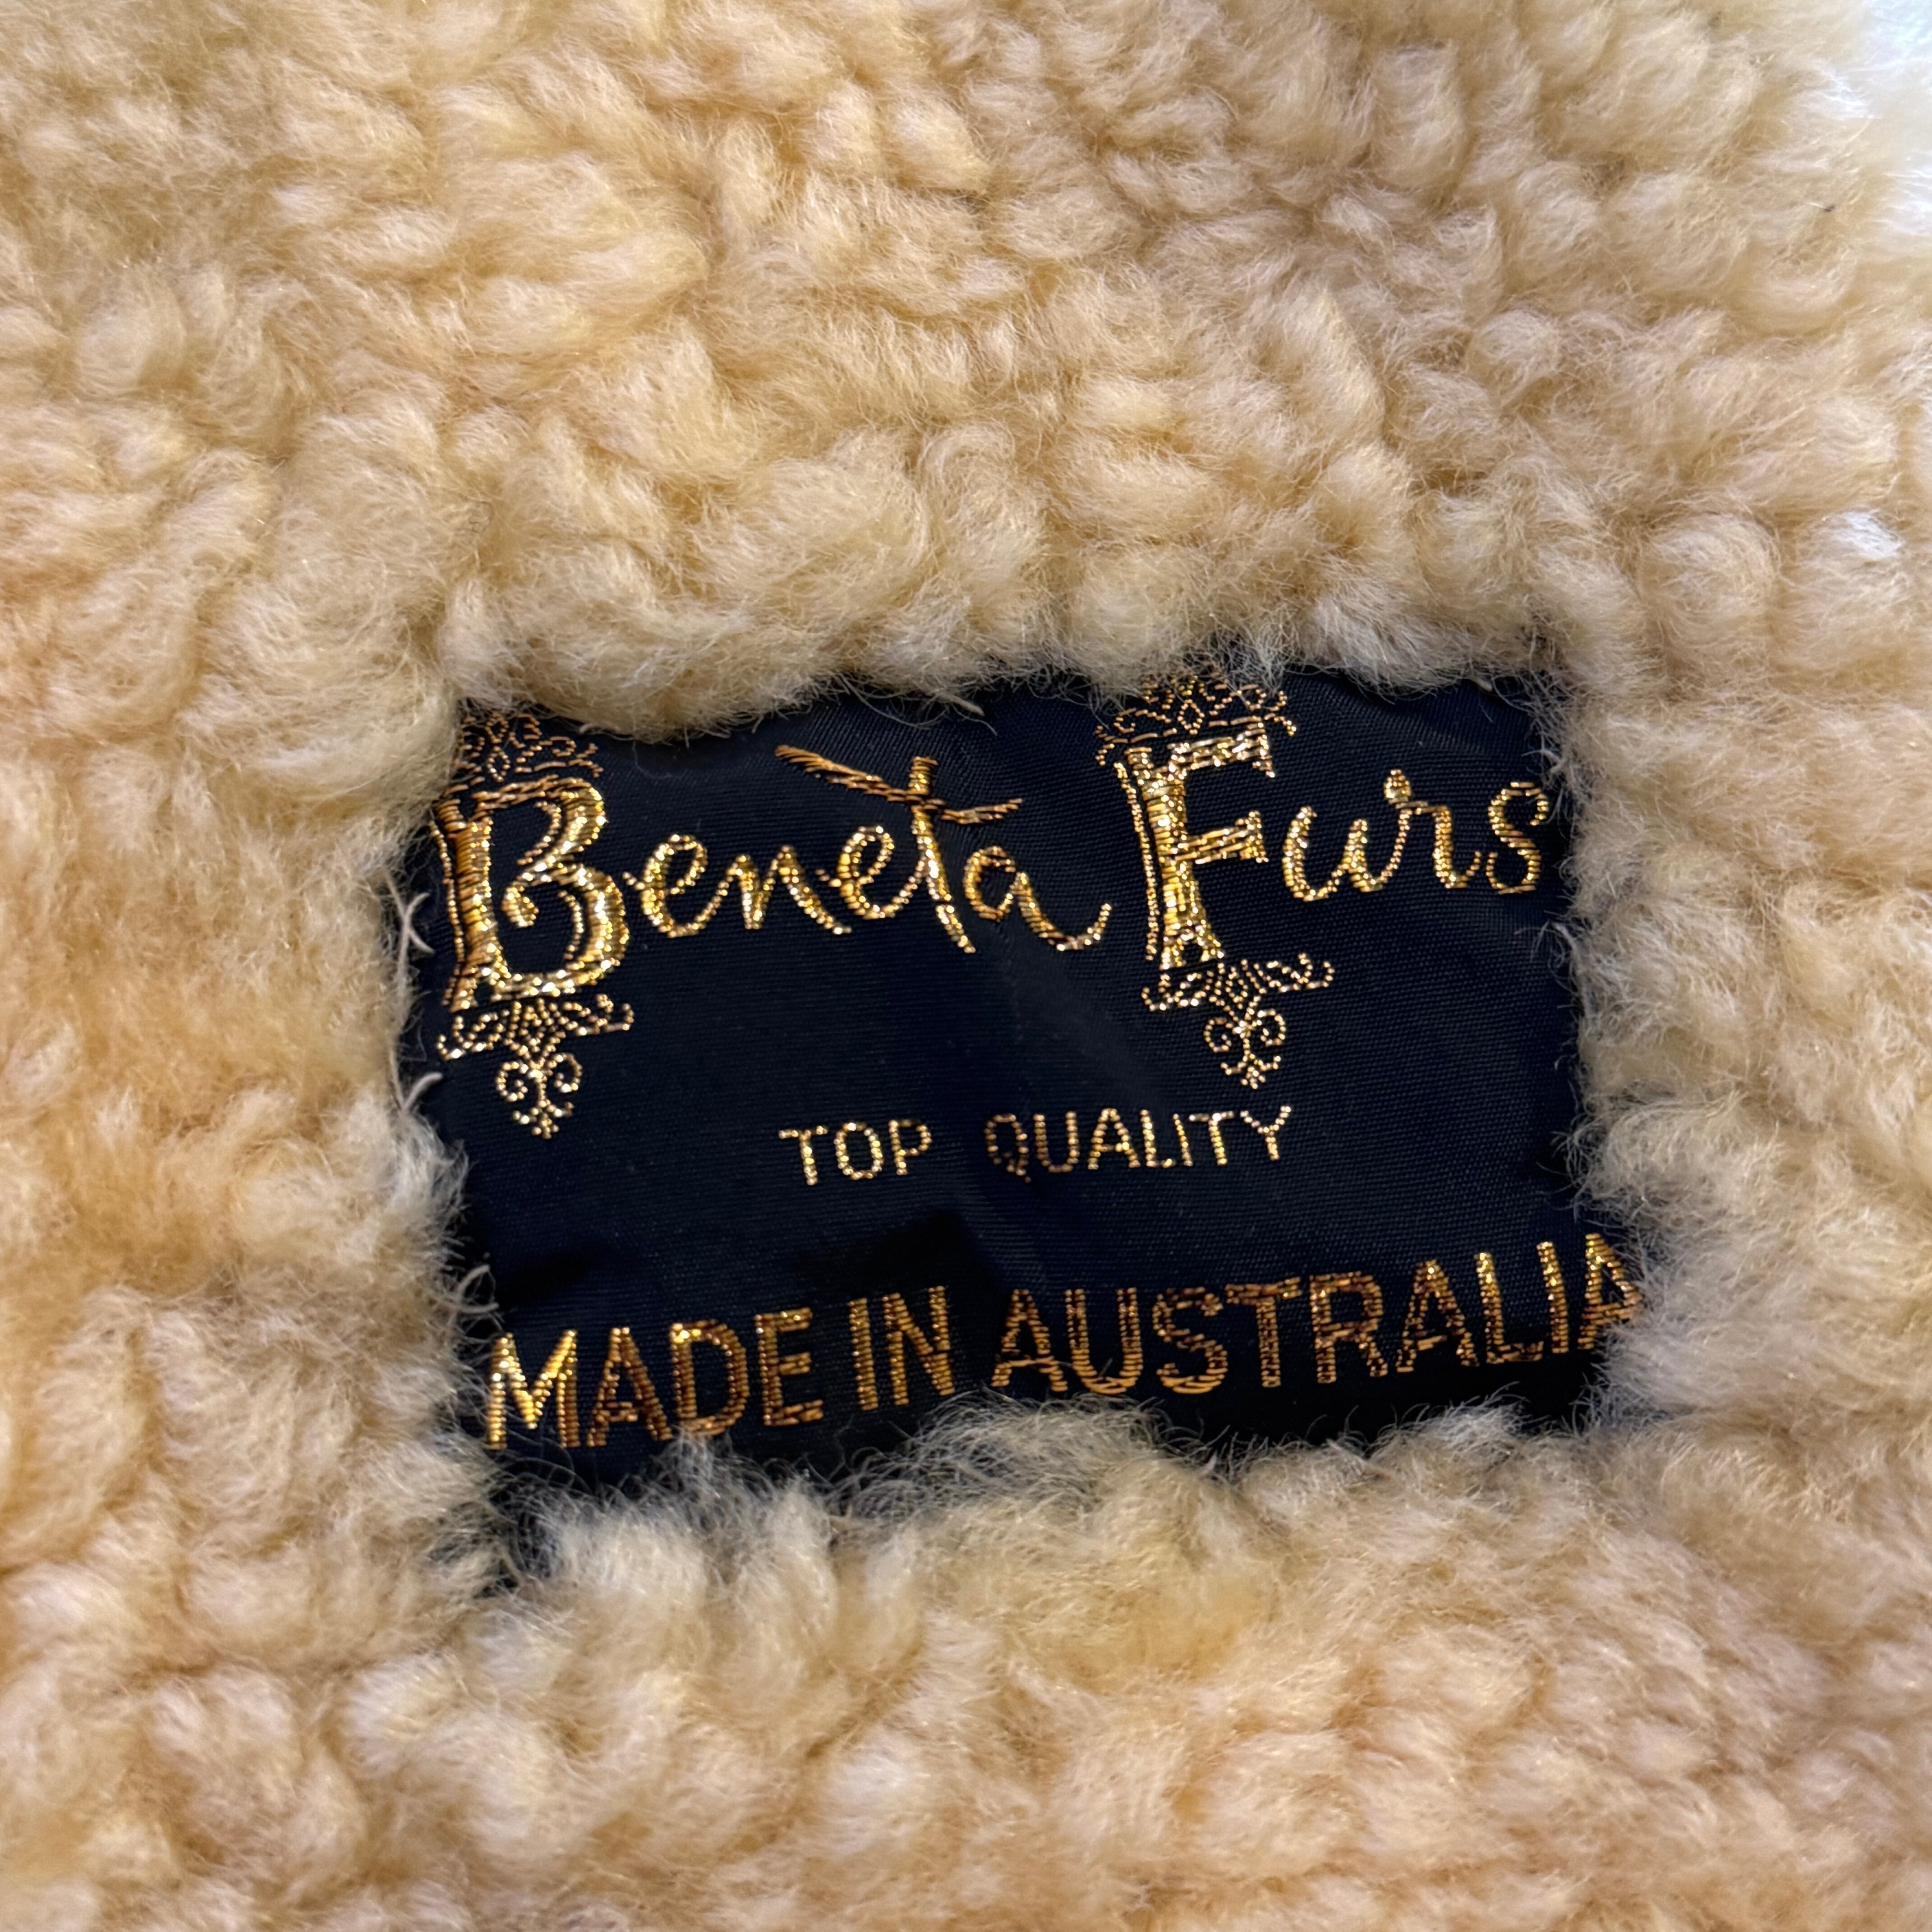 Beneta Furs
TOP QUALITY
MADE IN AUSTRALIA